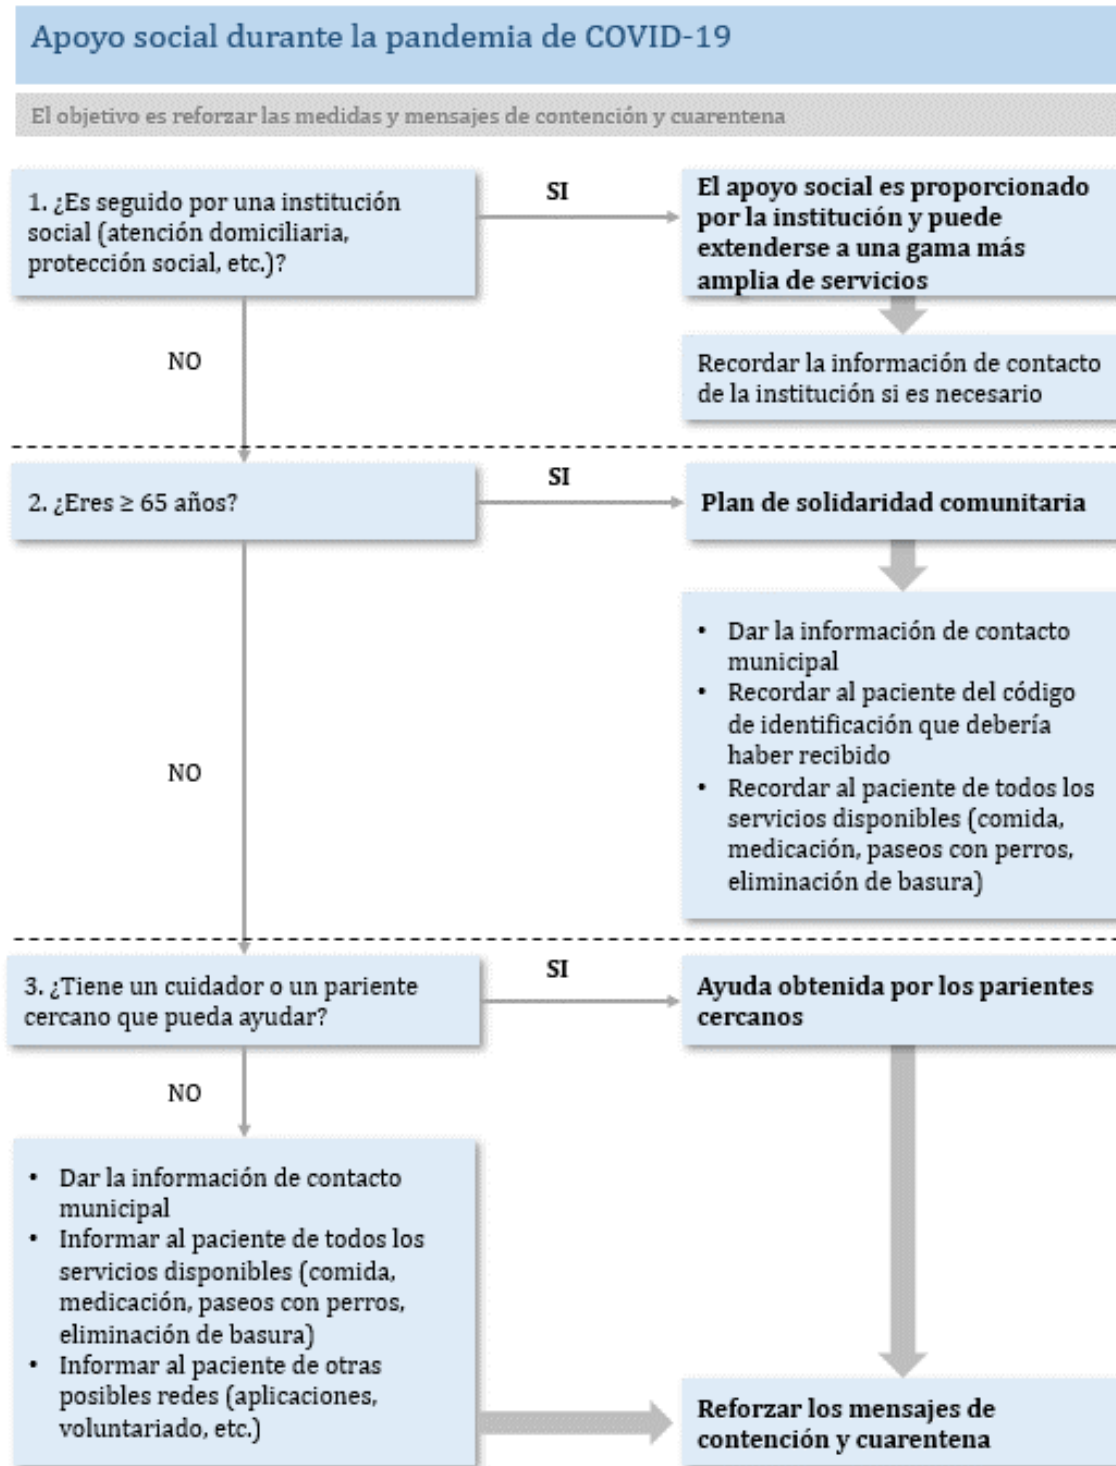 Apoyo social durante la pandemia de COVID-19
El objetivo es reforzar las medidas y mensajes de contención y cuarentena
1. ¿Es seguido por una institución
social (atención domiciliaria,
protección social, etc.)?
SI
El apoyo social es proporcionado
por la institución y puede
extenderse a una gama más
amplia de servicios
NO
Recordar la información de contacto
de la institución si es necesario
2. ¿Eres ≥ 65 años?
SI
Plan de solidaridad comunitaria
• Dar la información de contacto
municipal
• Recordar al paciente del código
de identificación que debería
haber recibido
• Recordar al paciente de todos los
servicios disponibles (comida,
medicación, paseos con perros,
eliminación de basura)
NO
3. ¿Tiene un cuidador o un pariente
cercano que pueda ayudar?
SI
Ayuda obtenida por los parientes
cercanos
NO
• Dar la información de contacto
municipal
• Informar al paciente de todos los
servicios disponibles (comida,
medicación, paseos con perros,
eliminación de basura)
• Informar al paciente de otras
posibles redes (aplicaciones,
voluntariado, etc.)
Reforzar los mensajes de
contención y cuarentena